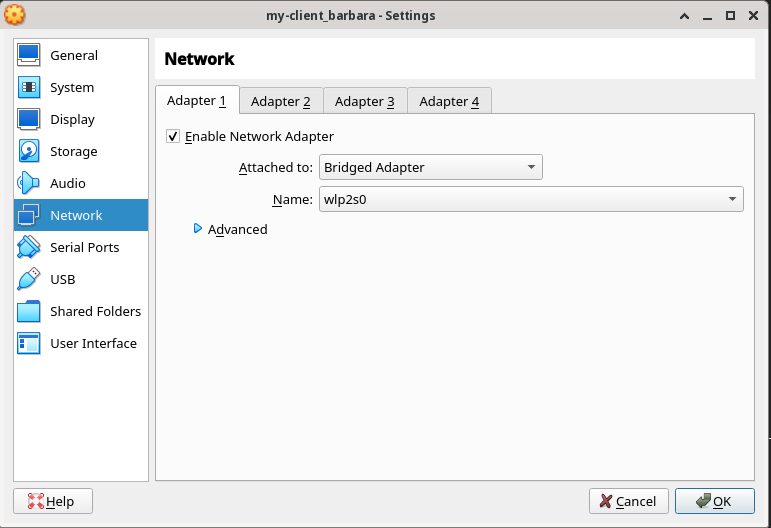 my-client_barbara - Settings
General
System
Display
Storage
Audio
Network
Serial Ports
USB
Shared Folders
User Interface
Network
Adapter 1
Adapter 2
Adapter 3
Adapter 4
Enable Network Adapter
Attached to: Bridged Adapter
Name: wlp2s0
Advanced
Help
Cancel
OK